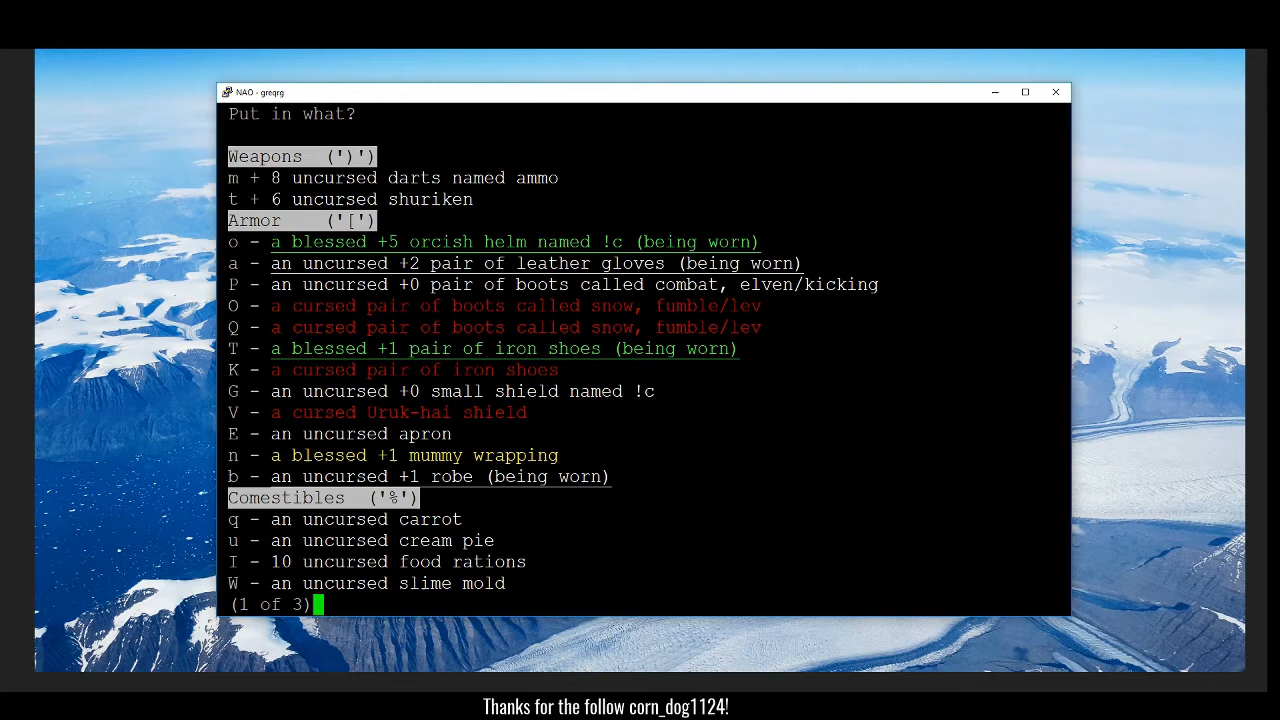 NAO - greqrg
Put in what?
Weapons (')')
m + 8 uncursed darts named ammo
t + 6 uncursed shuriken
Armor ('[')
o - a blessed +5 orcish helm named !c (being worn)
a - an uncursed +2 pair of leather gloves (being worn)
P - an uncursed +0 pair of boots called combat, elven/kicking
O - a cursed pair of boots called snow, fumble/lev
Q - a cursed pair of boots called snow, fumble/lev
T - a blessed +1 pair of iron shoes (being worn)
K - a cursed pair of iron shoes
G - an uncursed +0 small shield named !c
V - a cursed Uruk-hai shield
E - an uncursed apron
n - a blessed +1 mummy wrapping
b - an uncursed +1 robe (being worn)
Comestibles ('%')
q - an uncursed carrot
u - an uncursed cream pie
I - 10 uncursed food rations
W - an uncursed slime mold
(1 of 3)
Thanks for the follow corn_dog1124!